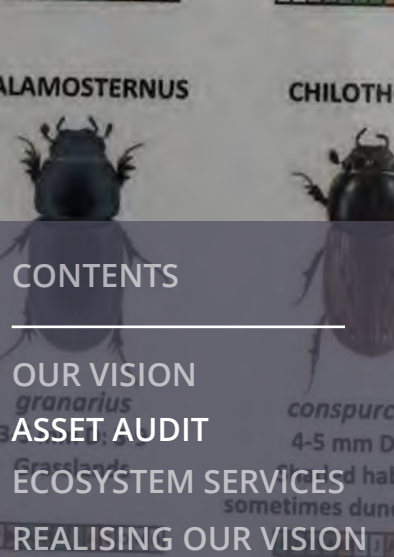 ALAMOSTERNUS CHILOTH
CONTENTS
OUR VISION
granarius conspurc
ASSET AUDIT
4-5 mm D
Grasslands
ECOSYSTEM SERVICES
sometimes dun
REALISING OUR VISION